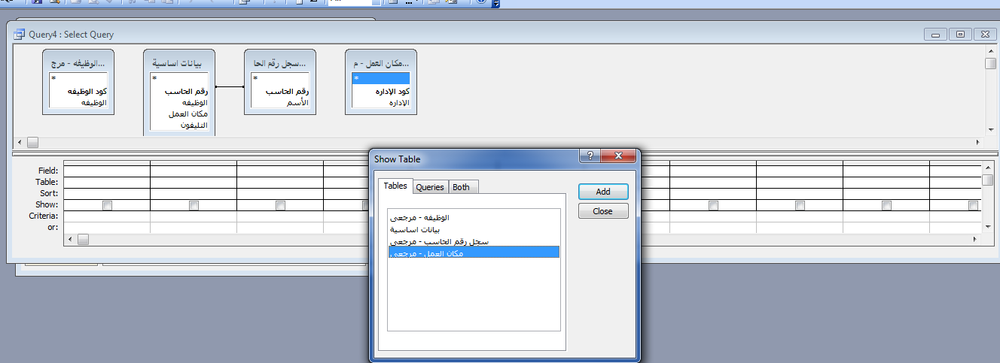 Query4 : Select Query
الوظيفه - مرج...
*
كود الوظيفه
الوظيفه
بيانات اساسية
*
رقم الحاسب
الوظيفه
مكان العمل
التليفون
سجل رقم الحا...
*
رقم الحاسب
الأسم
مكان العمل - م...
*
كود الإداره
الإداره
Field:
Table:
Sort:
Show:
Criteria:
or:
Show Table
Tables Queries Both
الوظيفه - مرجعى
بيانات اساسية
سجل رقم الحاسب - مرجعى
مكان العمل - مرجعى
Add
Close